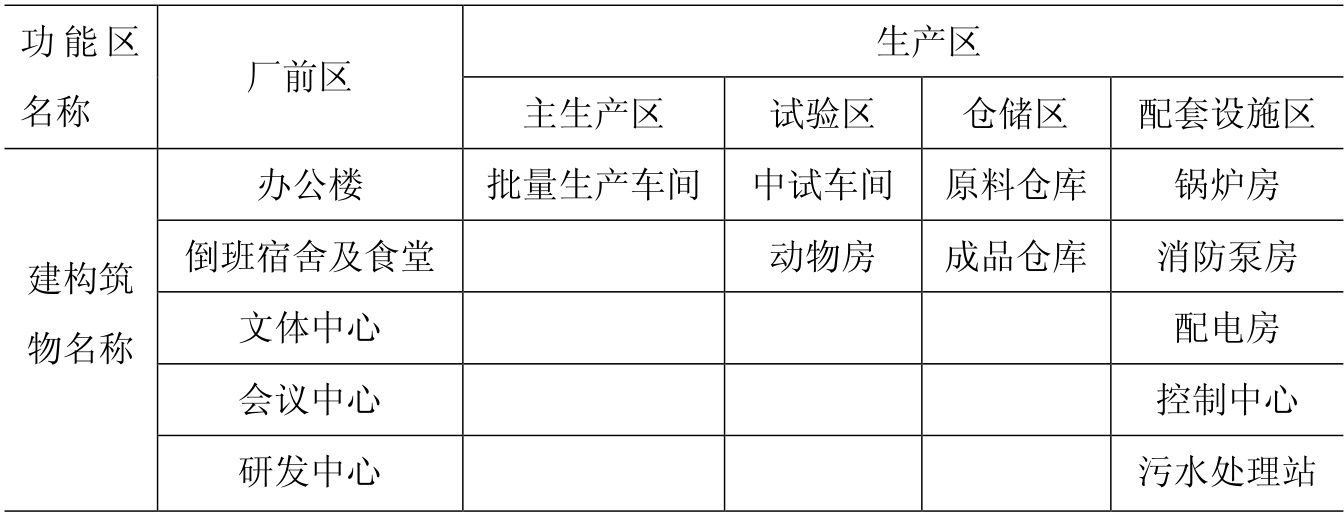 功能区
名称
厂前区
生产区
主生产区 试验区 仓储区 配套设施区
建构筑
物名称
办公楼 批量生产车间 中试车间 原料仓库 锅炉房
倒班宿舍及食堂 动物房 成品仓库 消防泵房
文体中心 配电房
会议中心 控制中心
研发中心 污水处理站